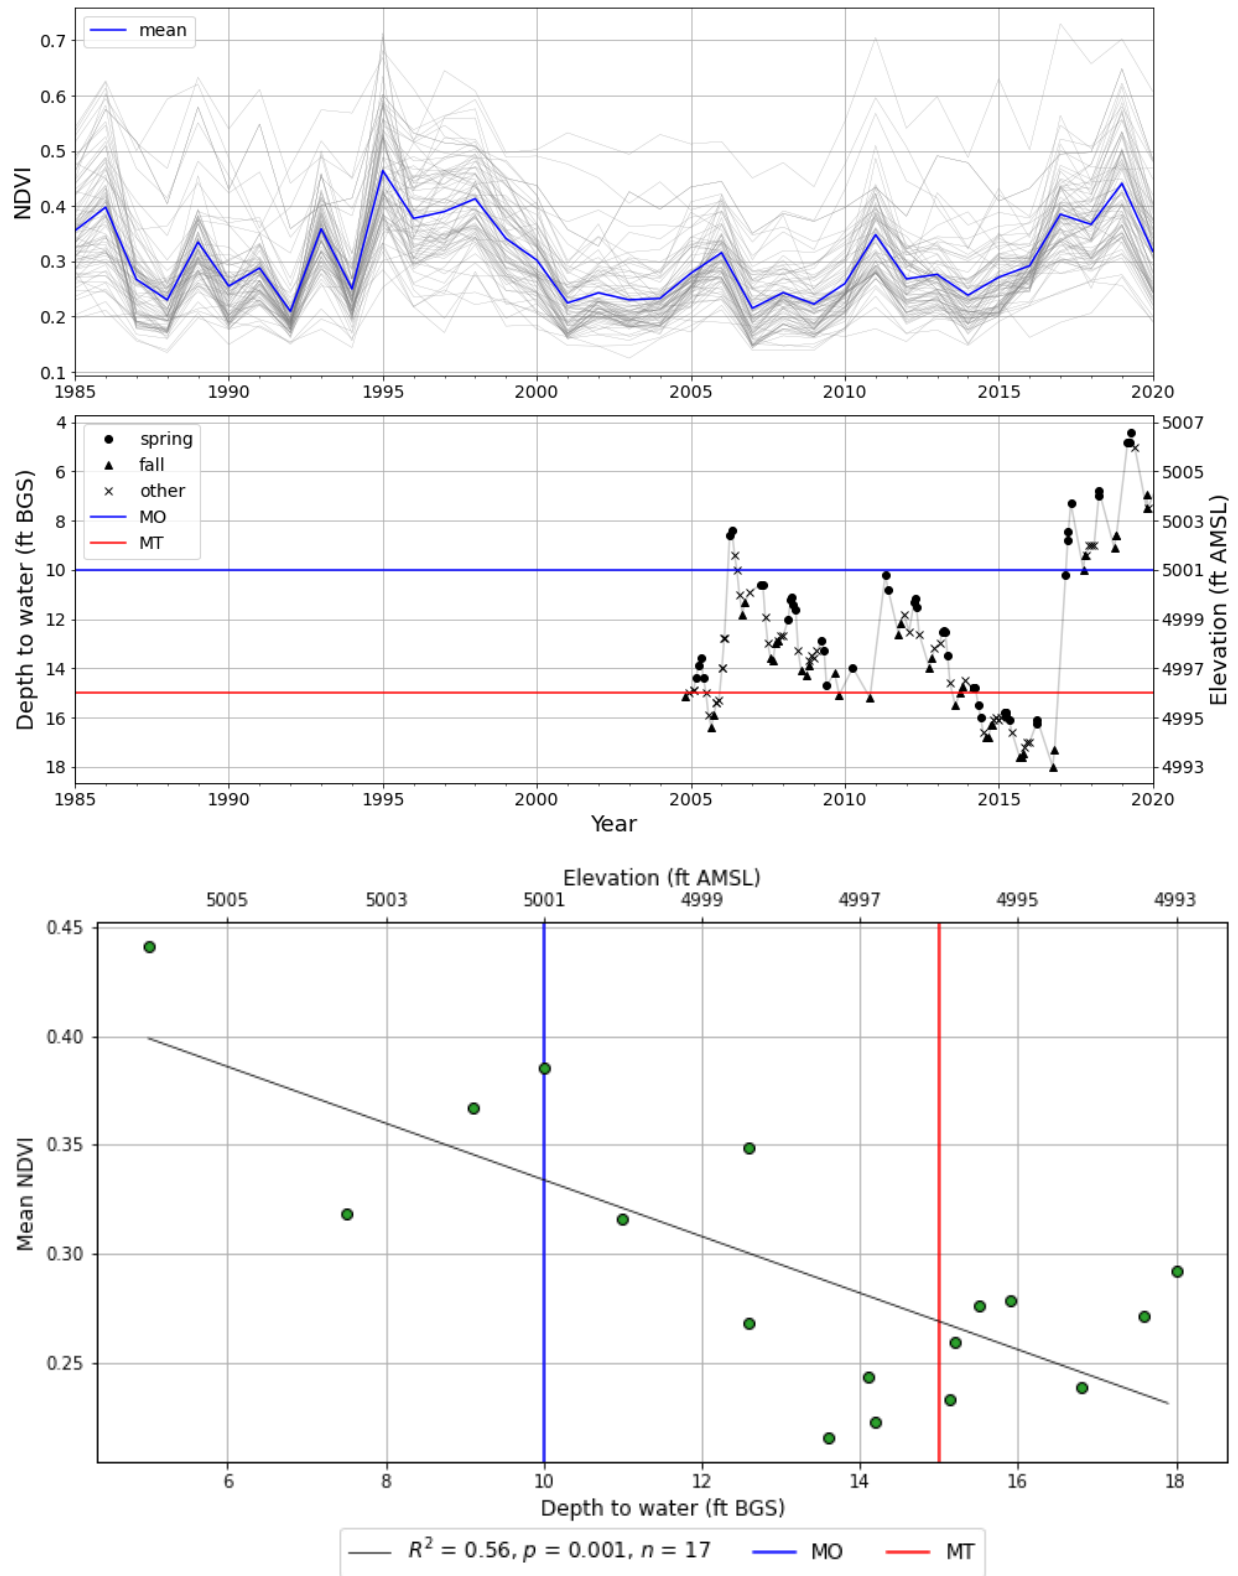 mean
0.7
0.6
0.5
0.4
0.3
0.2
0.1
NDVI
1985 1990 1995 2000 2005 2010 2015 2020
spring
fall
other
MO
MT
4 5007
6 5005
8 5003
10 5001
12 4999
14 4997
16 4995
18 4993
Depth to water (ft BGS)
Elevation (ft AMSL)
1985 1990 1995 2000 2005 2010 2015 2020
Year
Elevation (ft AMSL)
5005 5003 5001 4999 4997 4995 4993
0.45
0.40
0.35
0.30
0.25
Mean NDVI
6 8 10 12 14 16 18
Depth to water (ft BGS)
R² = 0.56, p = 0.001, n = 17 MO MT